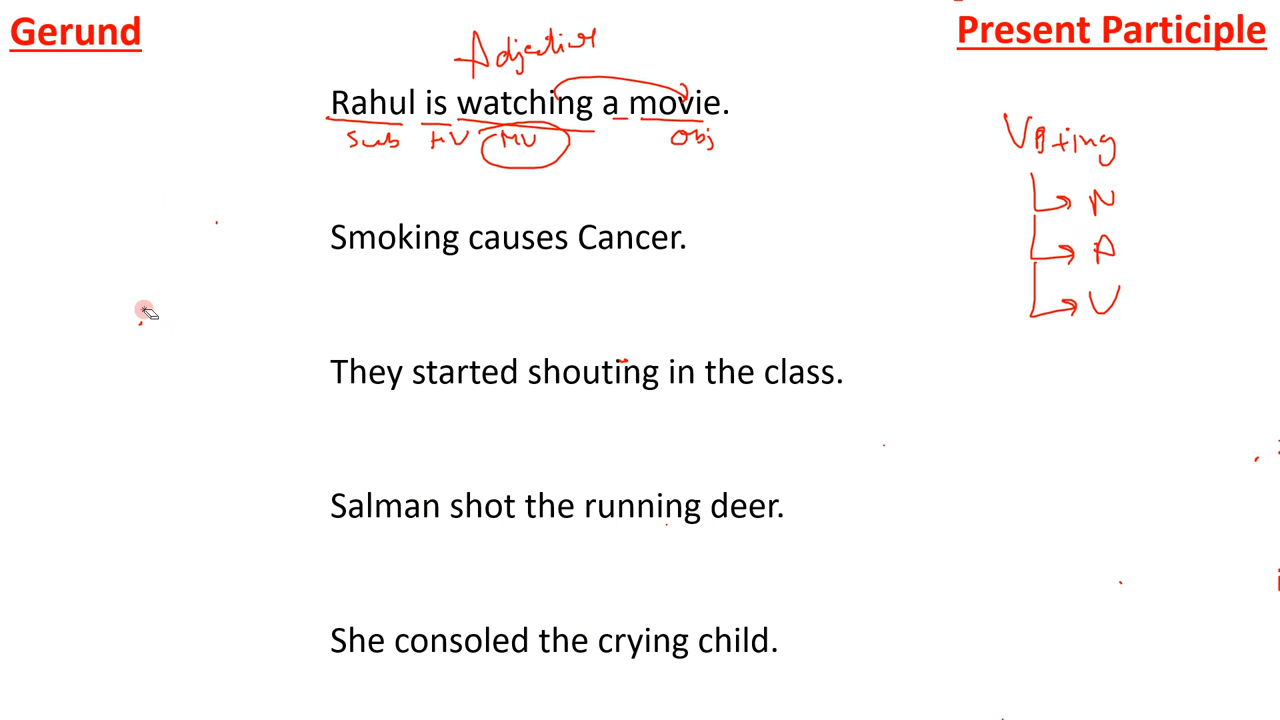 Gerund
Present Participle
Adjective
Rahul is watching a movie.
Sub HV MV Obj
V₁+ing
N
A
V
Smoking causes Cancer.
They started shouting in the class.
Salman shot the running deer.
She consoled the crying child.